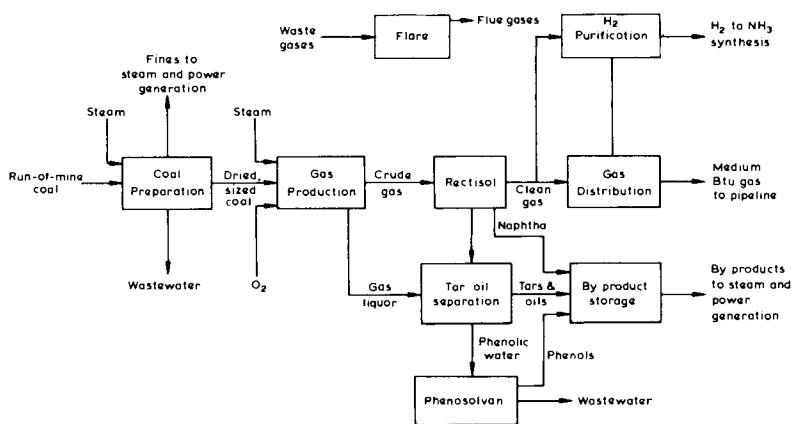 Waste
gases
Flare
Flue gases
H2
Purification
H2 to NH3
synthesis
Fines to
steam and power
generation
Steam
Steam
Run-of-mine
coal
Coal
Preparation
Dried,
sized
coal
Gas
Production
Crude
gas
Rectisol
Clean
gas
Gas
Distribution
Medium
Btu gas
to pipeline
Wastewater
O2
Gas
liquor
Naphtha
Tar oil
separation
Tars &
oils
By product
storage
By products
to steam and
power
generation
Phenolic
water
Phenols
Phenosolvan
Wastewater